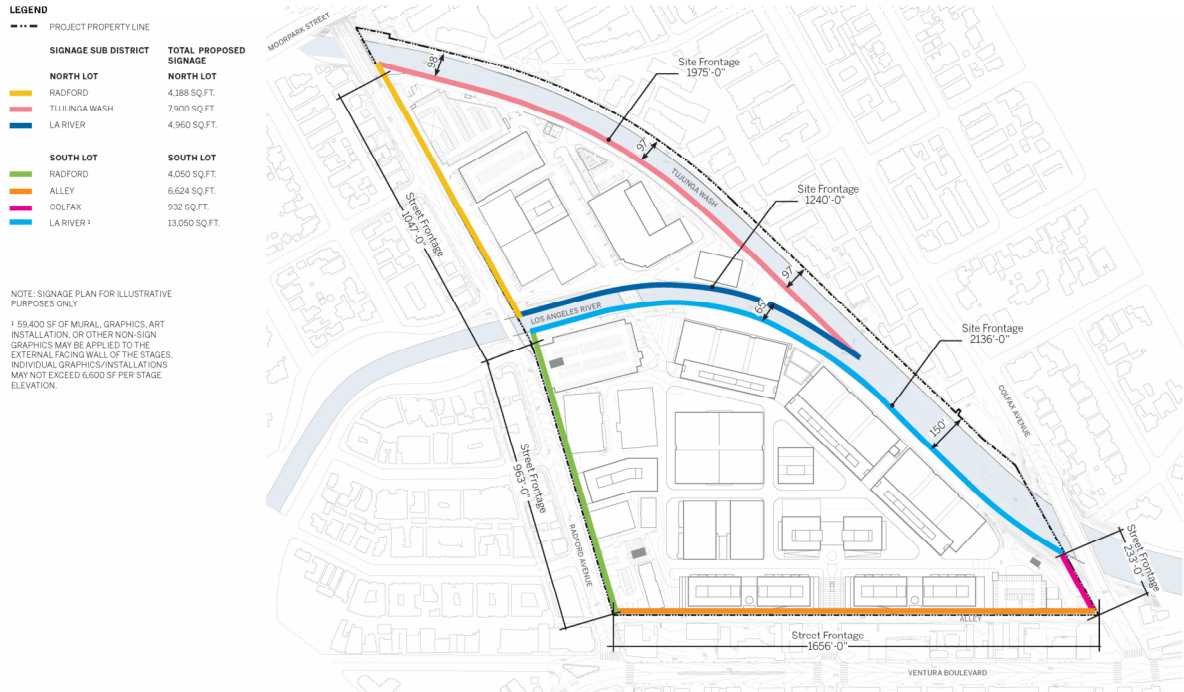 LEGEND
PROJECT PROPERTY LINE
SIGNAGE SUB DISTRICT
TOTAL PROPOSED
SIGNAGE
NORTH LOT
NORTH LOT
RADFORD
4,188 SQ.FT.
TUJUNGA WASH
7,900 SQ.FT.
LA RIVER
4,960 SQ.FT.
SOUTH LOT
SOUTH LOT
RADFORD
4,050 SQ.FT.
ALLEY
6,624 SQ.FT.
COLFAX
932 SQ.FT.
LA RIVER ¹
13,050 SQ.FT.
NOTE: SIGNAGE PLAN FOR ILLUSTRATIVE
PURPOSES ONLY
¹ 59,400 SF OF MURAL, GRAPHICS, ART
INSTALLATION, OR OTHER NON-SIGN
GRAPHICS MAY BE APPLIED TO THE
EXTERNAL FACING WALL OF THE STAGES.
INDIVIDUAL GRAPHICS/INSTALLATIONS
MAY NOT EXCEED 6,600 SF PER STAGE
ELEVATION.
MOORPARK STREET
98'
Site Frontage
1975'-0"
97'
TUJUNGA WASH
Site Frontage
1240'-0"
97'
Street Frontage
1047'-0"
LOS ANGELES RIVER
65'
Site Frontage
2136'-0"
COLFAX AVENUE
150'
Street Frontage
963'-0"
RADFORD AVENUE
Street Frontage
233'-0"
ALLEY
Street Frontage
1656'-0"
VENTURA BOULEVARD